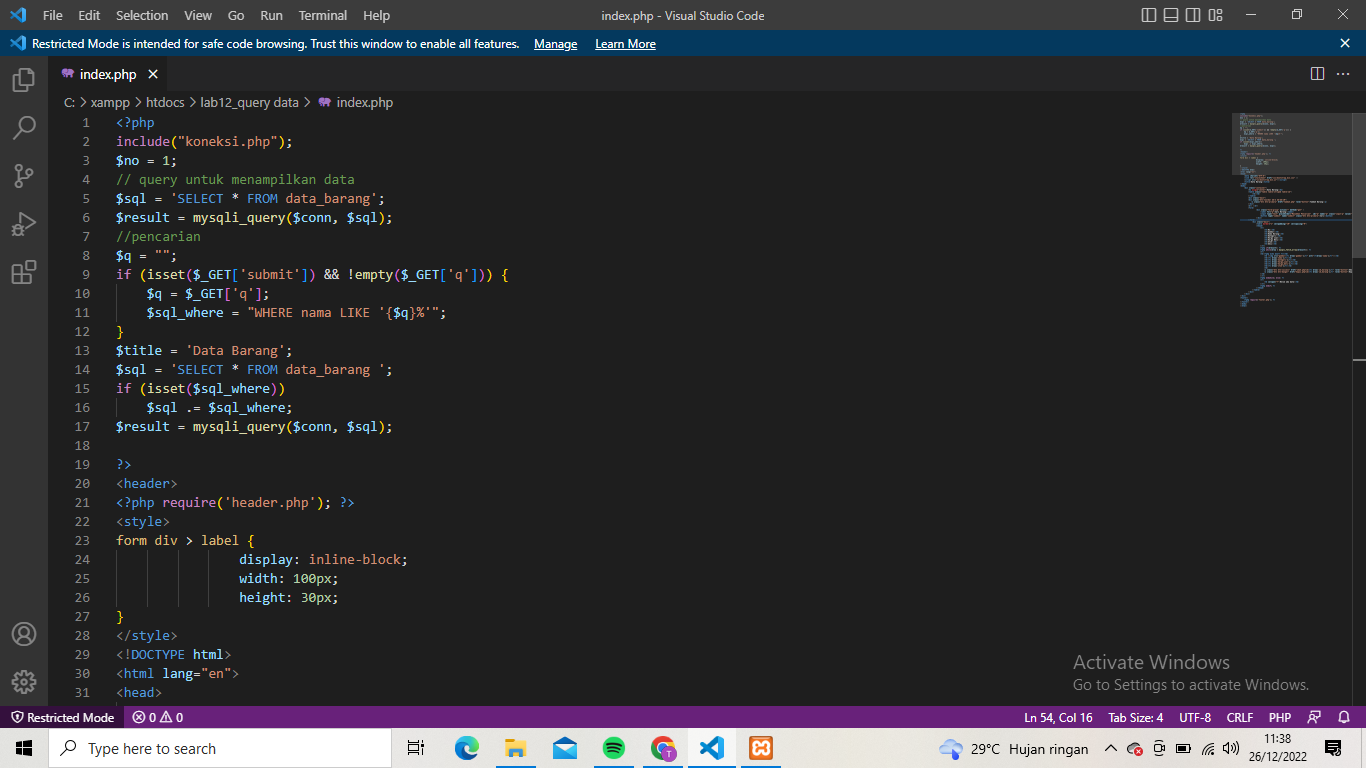 File Edit Selection View Go Run Terminal Help index.php - Visual Studio Code
Restricted Mode is intended for safe code browsing. Trust this window to enable all features. Manage Learn More
index.php
C: > xampp > htdocs > lab12_query data > index.php
1 <?php
2 include("koneksi.php");
3 $no = 1;
4 // query untuk menampilkan data
5 $sql = 'SELECT * FROM data_barang';
6 $result = mysqli_query($conn, $sql);
7 //pencarian
8 $q = "";
9 if (isset($_GET['submit']) && !empty($_GET['q'])) {
10 $q = $_GET['q'];
11 $sql_where = "WHERE nama LIKE '{$q}%'";
12 }
13 $title = 'Data Barang';
14 $sql = 'SELECT * FROM data_barang ';
15 if (isset($sql_where))
16 $sql .= $sql_where;
17 $result = mysqli_query($conn, $sql);
18
19 ?>
20 <header>
21 <?php require('header.php'); ?>
22 <style>
23 form div > label {
24 display: inline-block;
25 width: 100px;
26 height: 30px;
27 }
28 </style>
29 <!DOCTYPE html>
30 <html lang="en">
31 <head>
Activate Windows
Go to Settings to activate Windows.
Restricted Mode 0 0 Ln 54, Col 16 Tab Size: 4 UTF-8 CRLF PHP
Type here to search 29°C Hujan ringan 11:38
26/12/2022